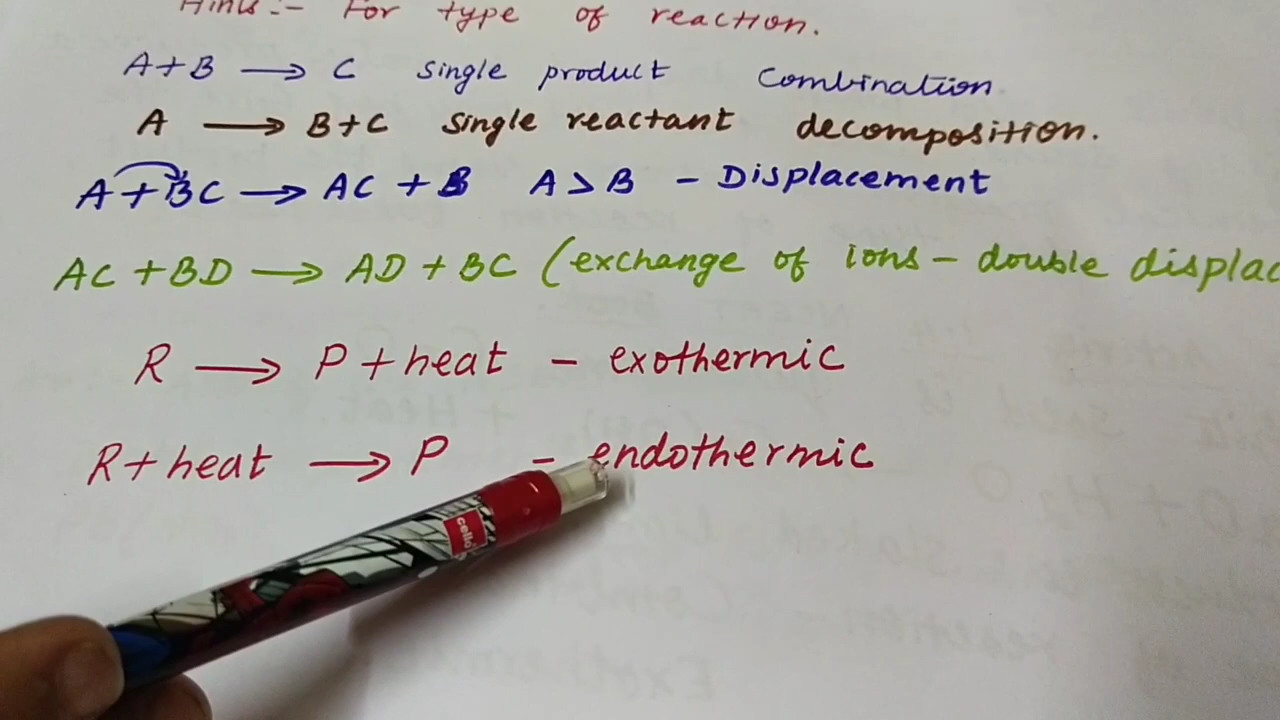 Hints:- For type of reaction.
A+B → C single product Combination
A → B+C single reactant decomposition.
A + BC → AC + B A > B - Displacement
AC + BD → AD + BC (exchange of ions - double displac
R → P + heat - exothermic
R + heat → P - endothermic
cello